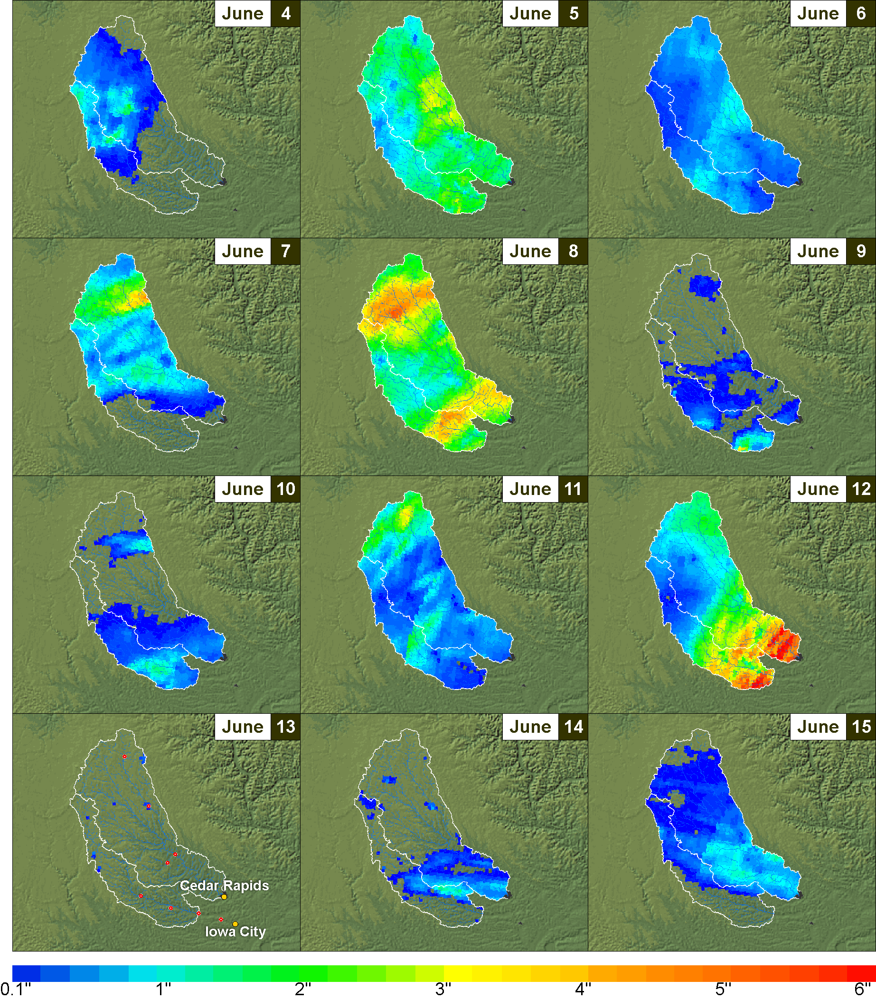 June 4
June 5
June 6
June 7
June 8
June 9
June 10
June 11
June 12
June 13
June 14
June 15
Cedar Rapids
Iowa City
0.1" 1" 2" 3" 4" 5" 6"